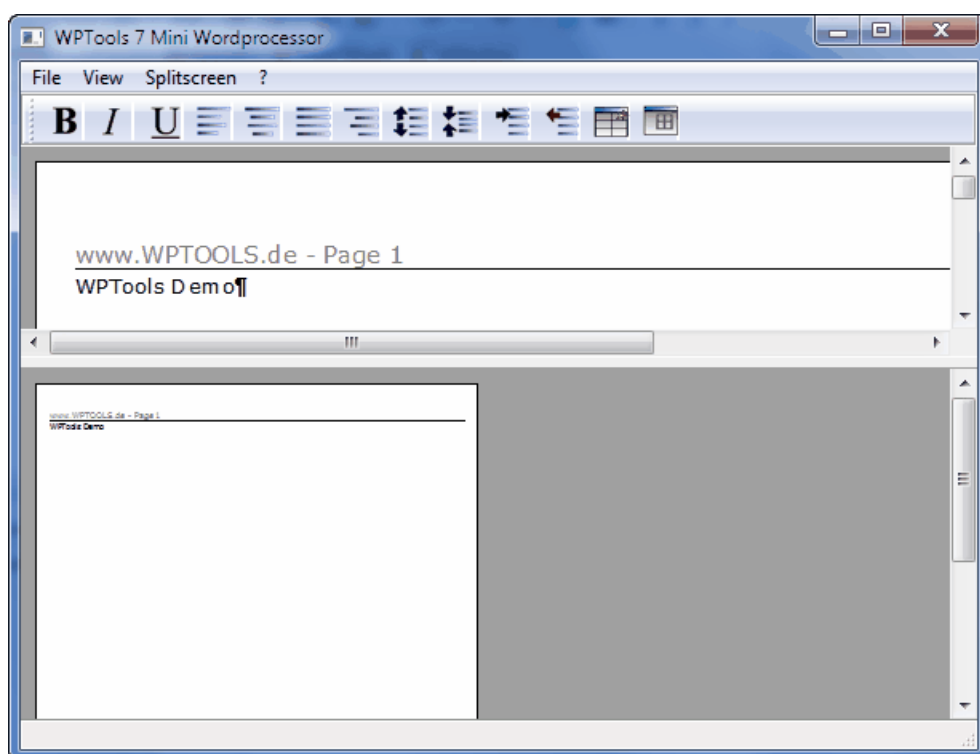 WPTools 7 Mini Wordprocessor
File View Splitscreen ?
B I U
www.WPTOOLS.de - Page 1
WPTools Demo¶
www.WPTOOLS.de - Page 1
WPTools Demo